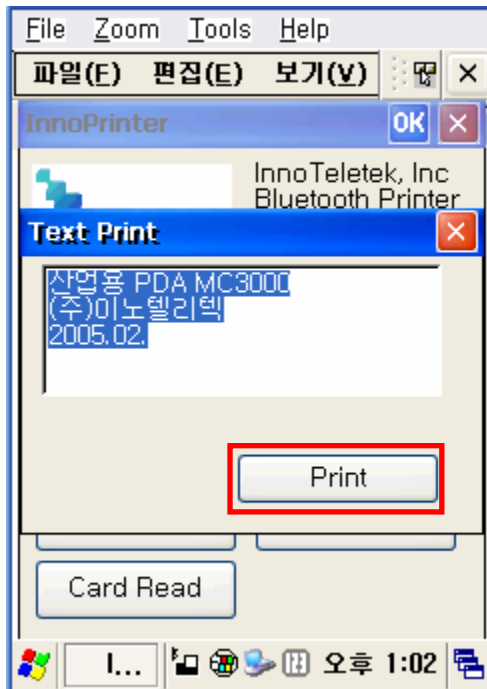 File Zoom Tools Help
파일(F) 편집(E) 보기(V)
InnoPrinter OK
InnoTeletek, Inc
Bluetooth Printer
Text Print
산업용 PDA MC3000
(주)이노텔리텍
2005.02.
Print
Card Read
I... 오후 1:02